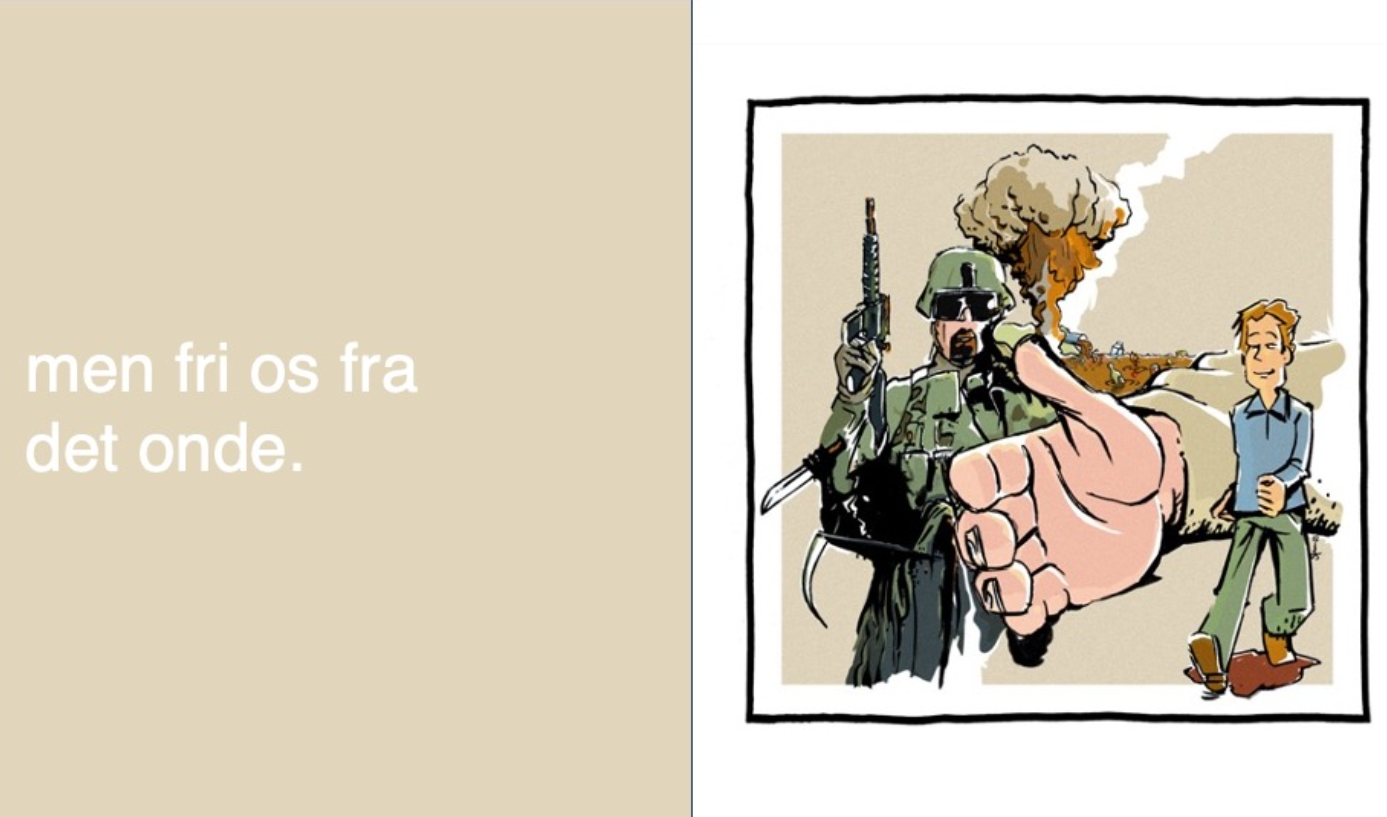 men fri os fra
det onde.